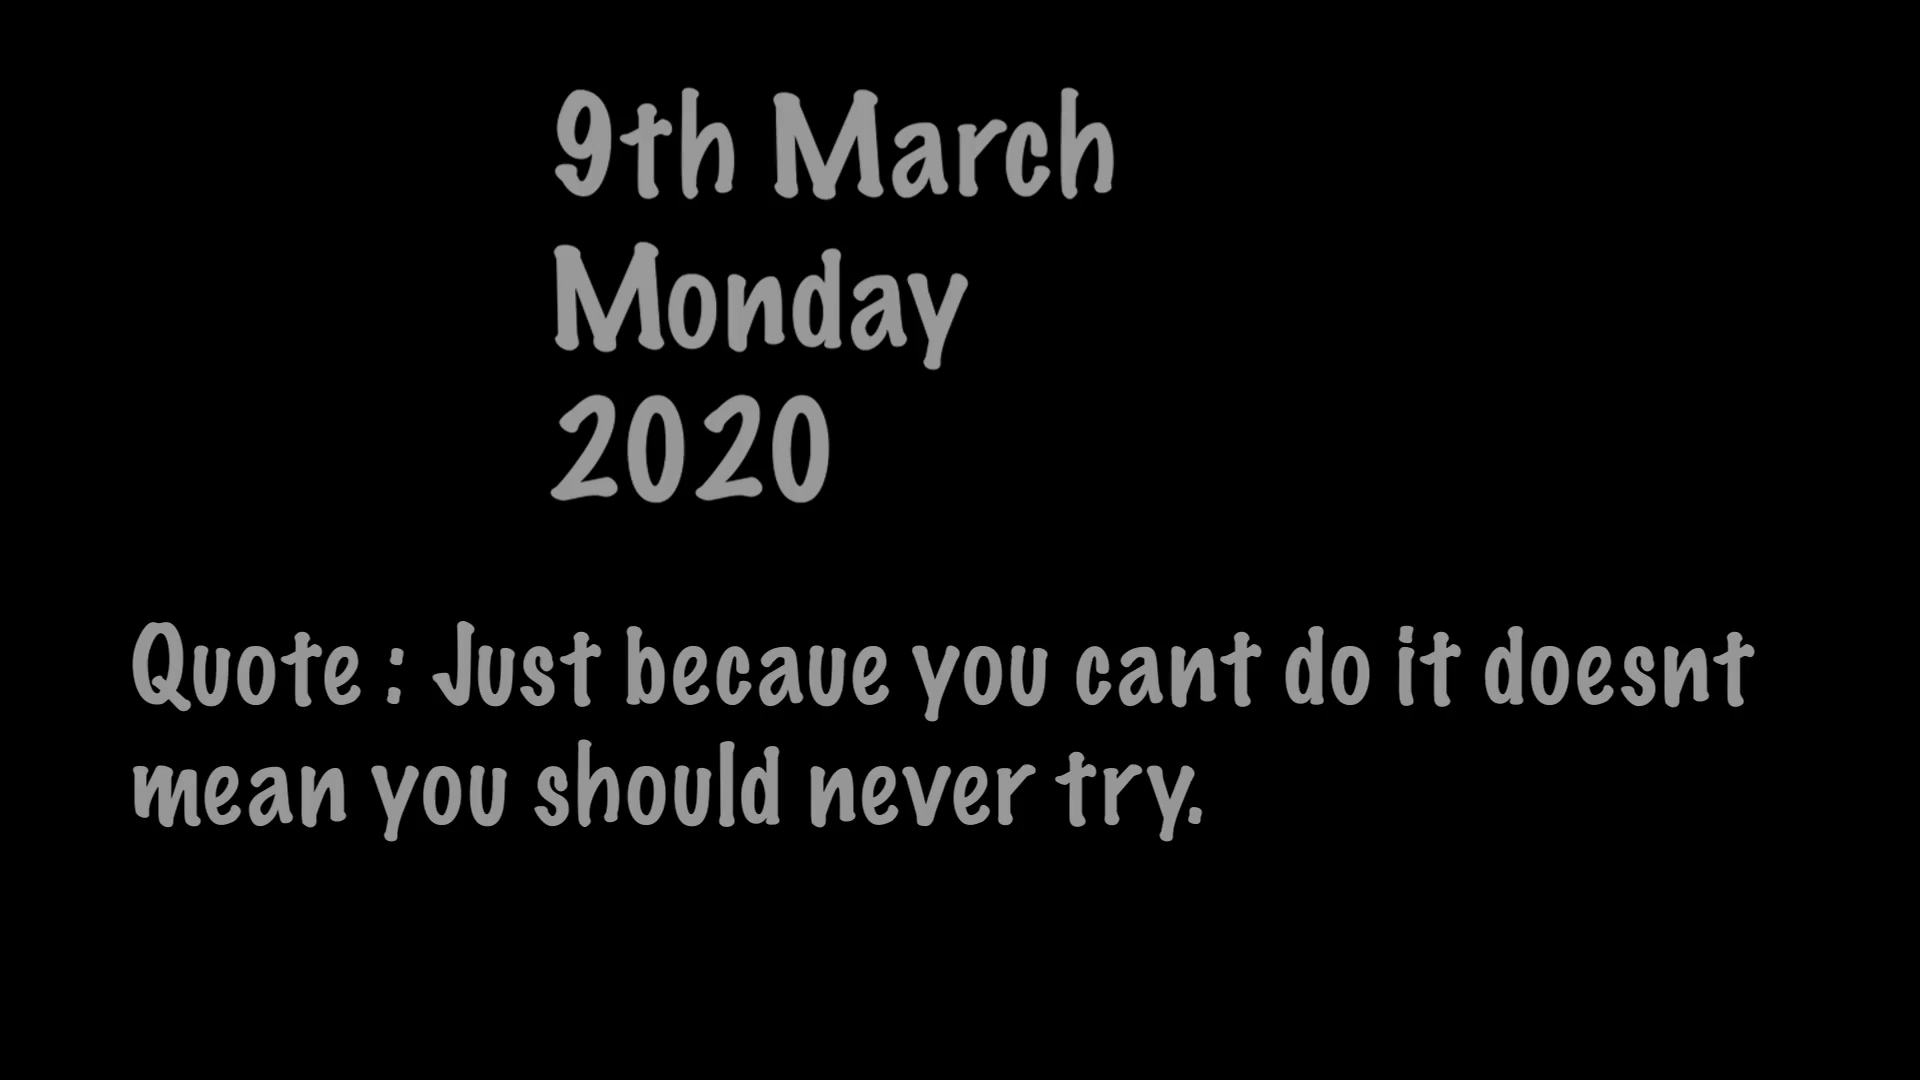 9th March
Monday
2020
Quote : Just becaue you cant do it doesnt
mean you should never try.